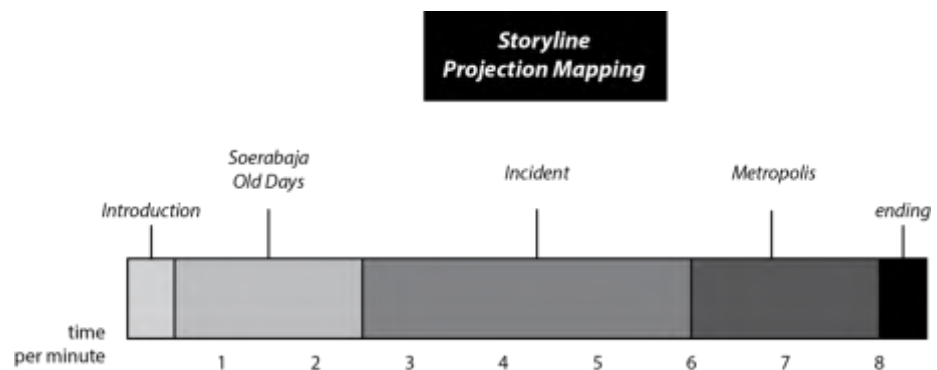 Storyline
Projection Mapping
Soerabaja
Old Days
Incident
Metropolis
Introduction
ending
time
per minute
1 2 3 4 5 6 7 8